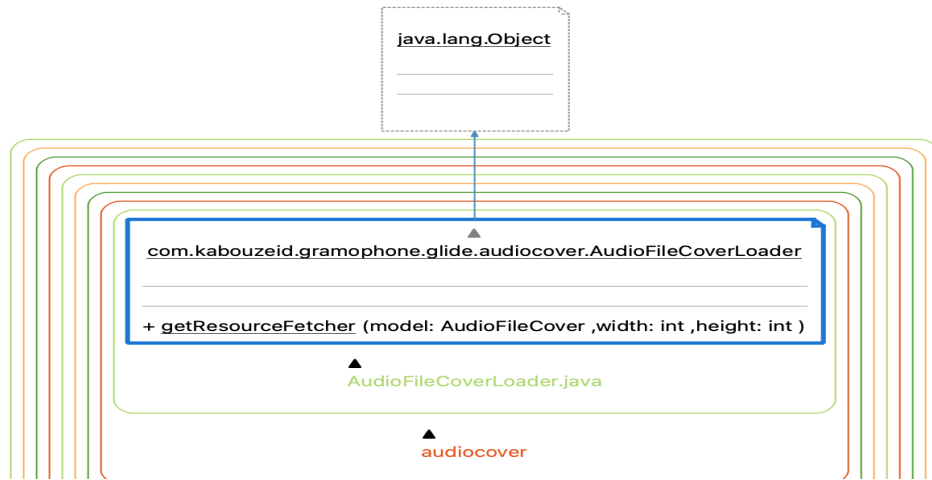 java.lang.Object
com.kabouzeid.gramophone.glide.audiocover.AudioFileCoverLoader
+ getResourceFetcher (model: AudioFileCover ,width: int ,height: int )
AudioFileCoverLoader.java
audiocover